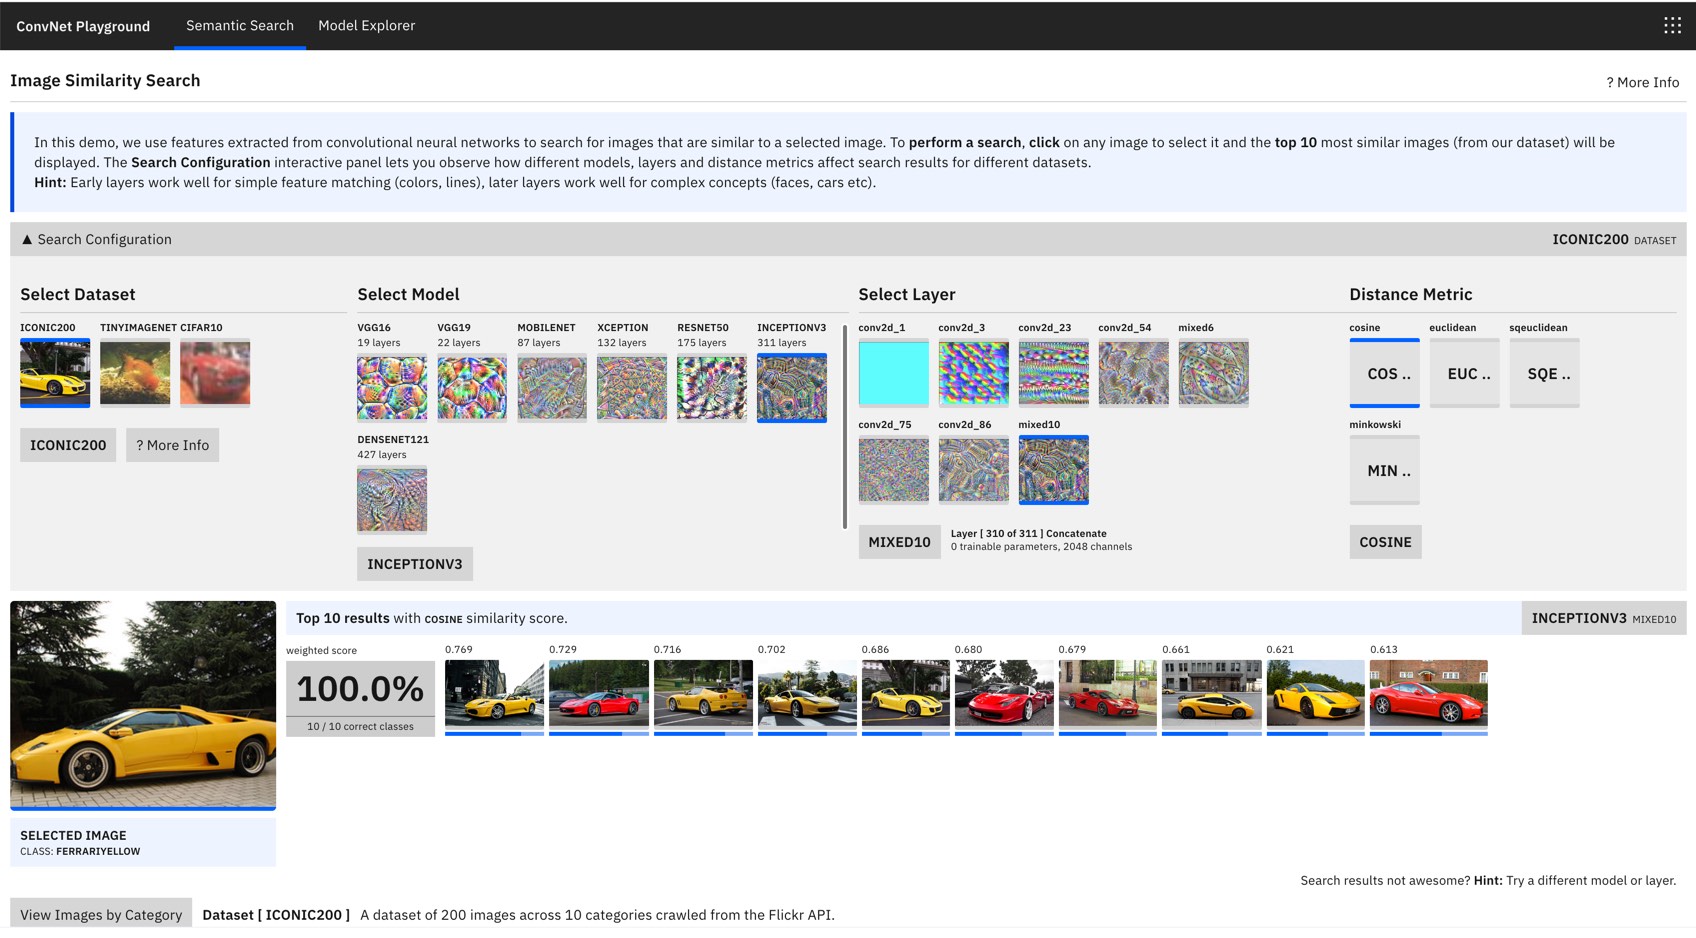 ConvNet Playground
Semantic Search
Model Explorer
Image Similarity Search
? More Info
In this demo, we use features extracted from convolutional neural networks to search for images that are similar to a selected image. To perform a search, click on any image to select it and the top 10 most similar images (from our dataset) will be
displayed. The Search Configuration interactive panel lets you observe how different models, layers and distance metrics affect search results for different datasets.
Hint: Early layers work well for simple feature matching (colors, lines), later layers work well for complex concepts (faces, cars etc).
▲ Search Configuration
ICONIC200 DATASET
Select Dataset
ICONIC200 TINYIMAGENET CIFAR10
ICONIC200
? More Info
Select Model
VGG16 VGG19 MOBILENET XCEPTION RESNET50 INCEPTIONV3
19 layers 22 layers 87 layers 132 layers 175 layers 311 layers
DENSENET121
427 layers
INCEPTIONV3
Select Layer
conv2d_1 conv2d_3 conv2d_23 conv2d_54 mixed6
conv2d_75 conv2d_86 mixed10
MIXED10
Layer [ 310 of 311 ] Concatenate
0 trainable parameters, 2048 channels
Distance Metric
cosine euclidean sqeuclidean
COS .. EUC .. SQE ..
minkowski
MIN ..
COSINE
Top 10 results with COSINE similarity score.
INCEPTIONV3 MIXED10
weighted score
100.0%
10 / 10 correct classes
0.769 0.729 0.716 0.702 0.686 0.680 0.679 0.661 0.621 0.613
SELECTED IMAGE
CLASS: FERRARIYELLOW
Search results not awesome? Hint: Try a different model or layer.
View Images by Category
Dataset [ ICONIC200 ] A dataset of 200 images across 10 categories crawled from the Flickr API.